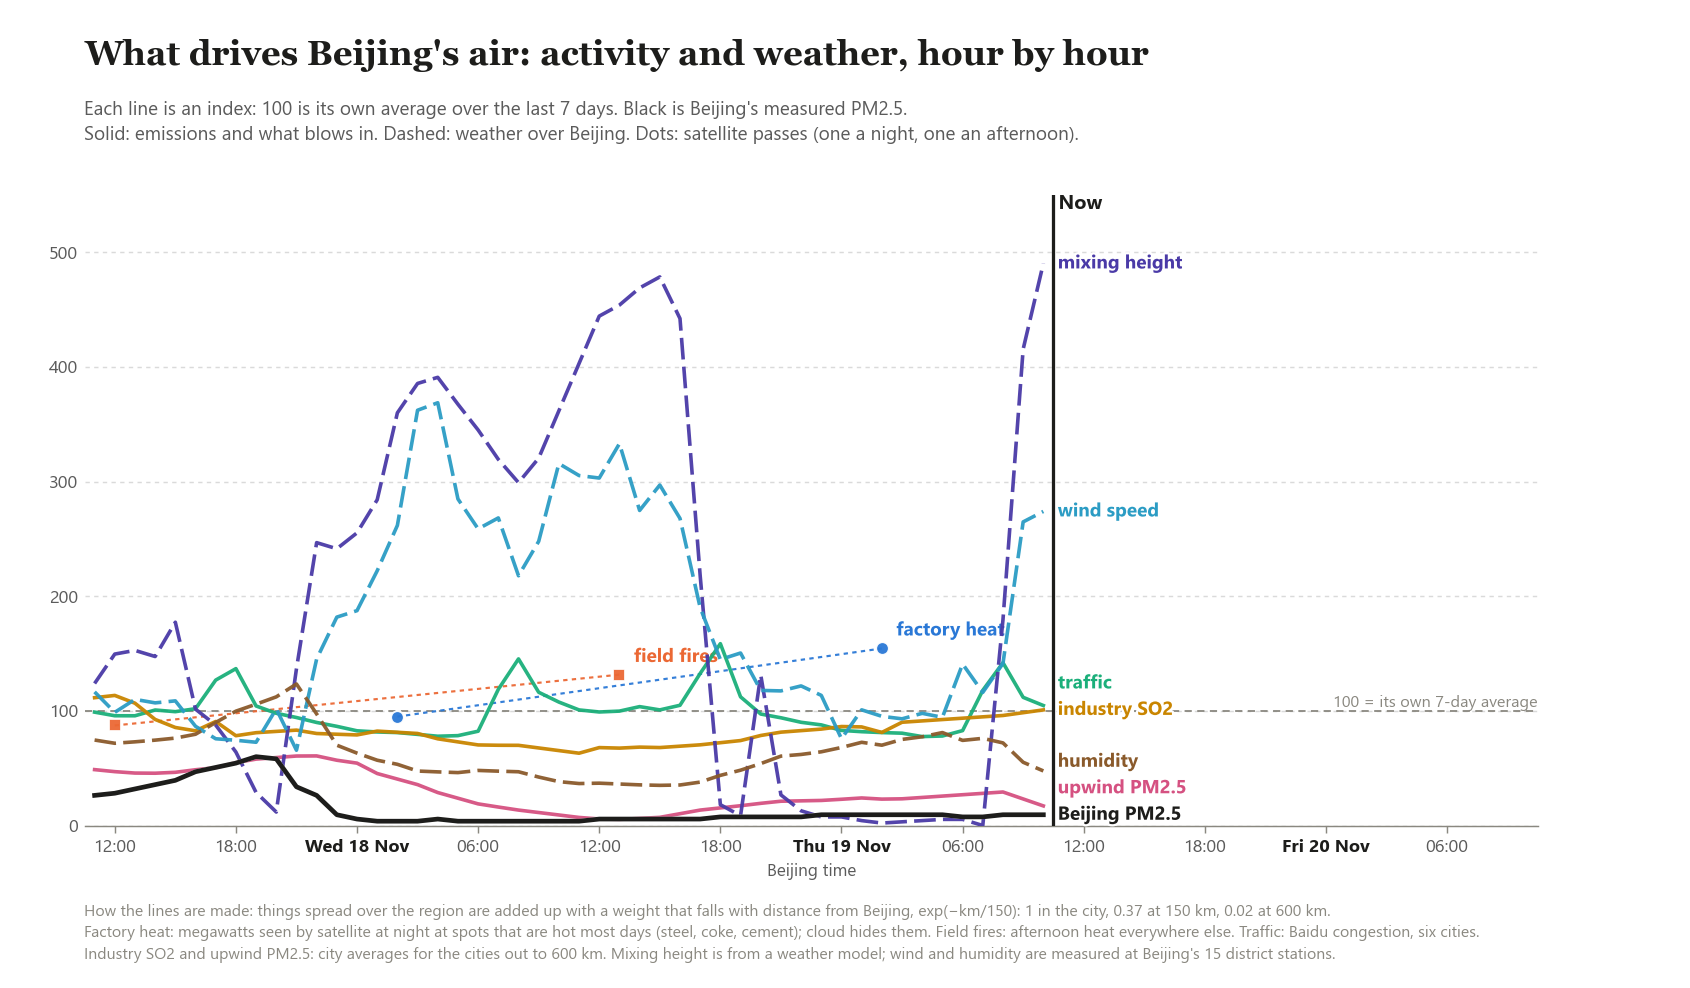 What drives Beijing's air: activity and weather, hour by hour
Each line is an index: 100 is its own average over the last 7 days. Black is Beijing's measured PM2.5.
Solid: emissions and what blows in. Dashed: weather over Beijing. Dots: satellite passes (one a night, one an afternoon).
Now
500
mixing height
400
300
wind speed
200
factory heat
field fires
traffic
100 = its own 7-day average
100
industry SO2
humidity
upwind PM2.5
Beijing PM2.5
0
12:00 18:00 Wed 18 Nov 06:00 12:00 18:00 Thu 19 Nov 06:00 12:00 18:00 Fri 20 Nov 06:00
Beijing time
How the lines are made: things spread over the region are added up with a weight that falls with distance from Beijing, exp(−km/150): 1 in the city, 0.37 at 150 km, 0.02 at 600 km.
Factory heat: megawatts seen by satellite at night at spots that are hot most days (steel, coke, cement); cloud hides them. Field fires: afternoon heat everywhere else. Traffic: Baidu congestion, six cities.
Industry SO2 and upwind PM2.5: city averages for the cities out to 600 km. Mixing height is from a weather model; wind and humidity are measured at Beijing's 15 district stations.